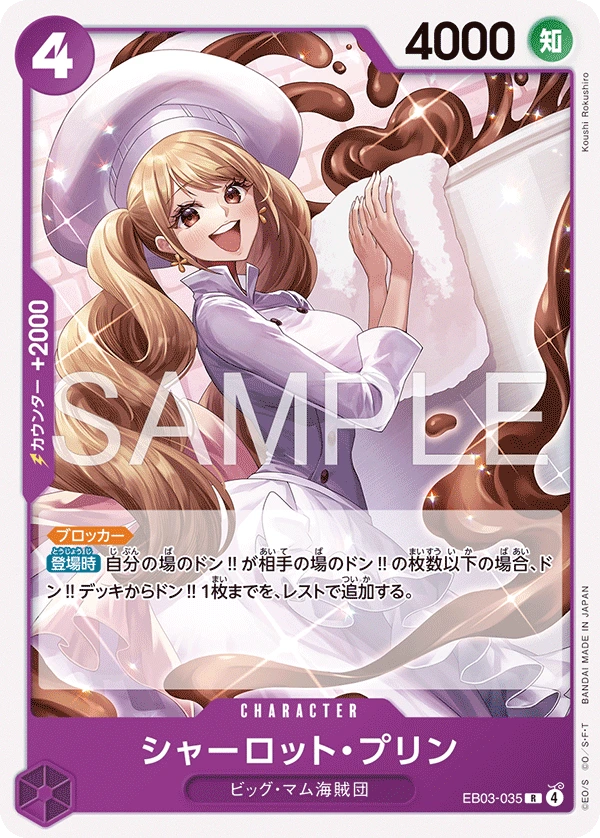 4
4000
知
Koushi Rokushiro
カウンター +2000
SAMPLE
ブロッカー
登場時 自分の場のドン!!が相手の場のドン!!の枚数以下の場合、ド
ン!!デッキからドン!!1枚までを、レストで追加する。
CHARACTER
シャーロット・プリン
ビッグ・マム海賊団
EB03-035 R 4
©E.O/S ©O/S・F・T BANDAI MADE IN JAPAN